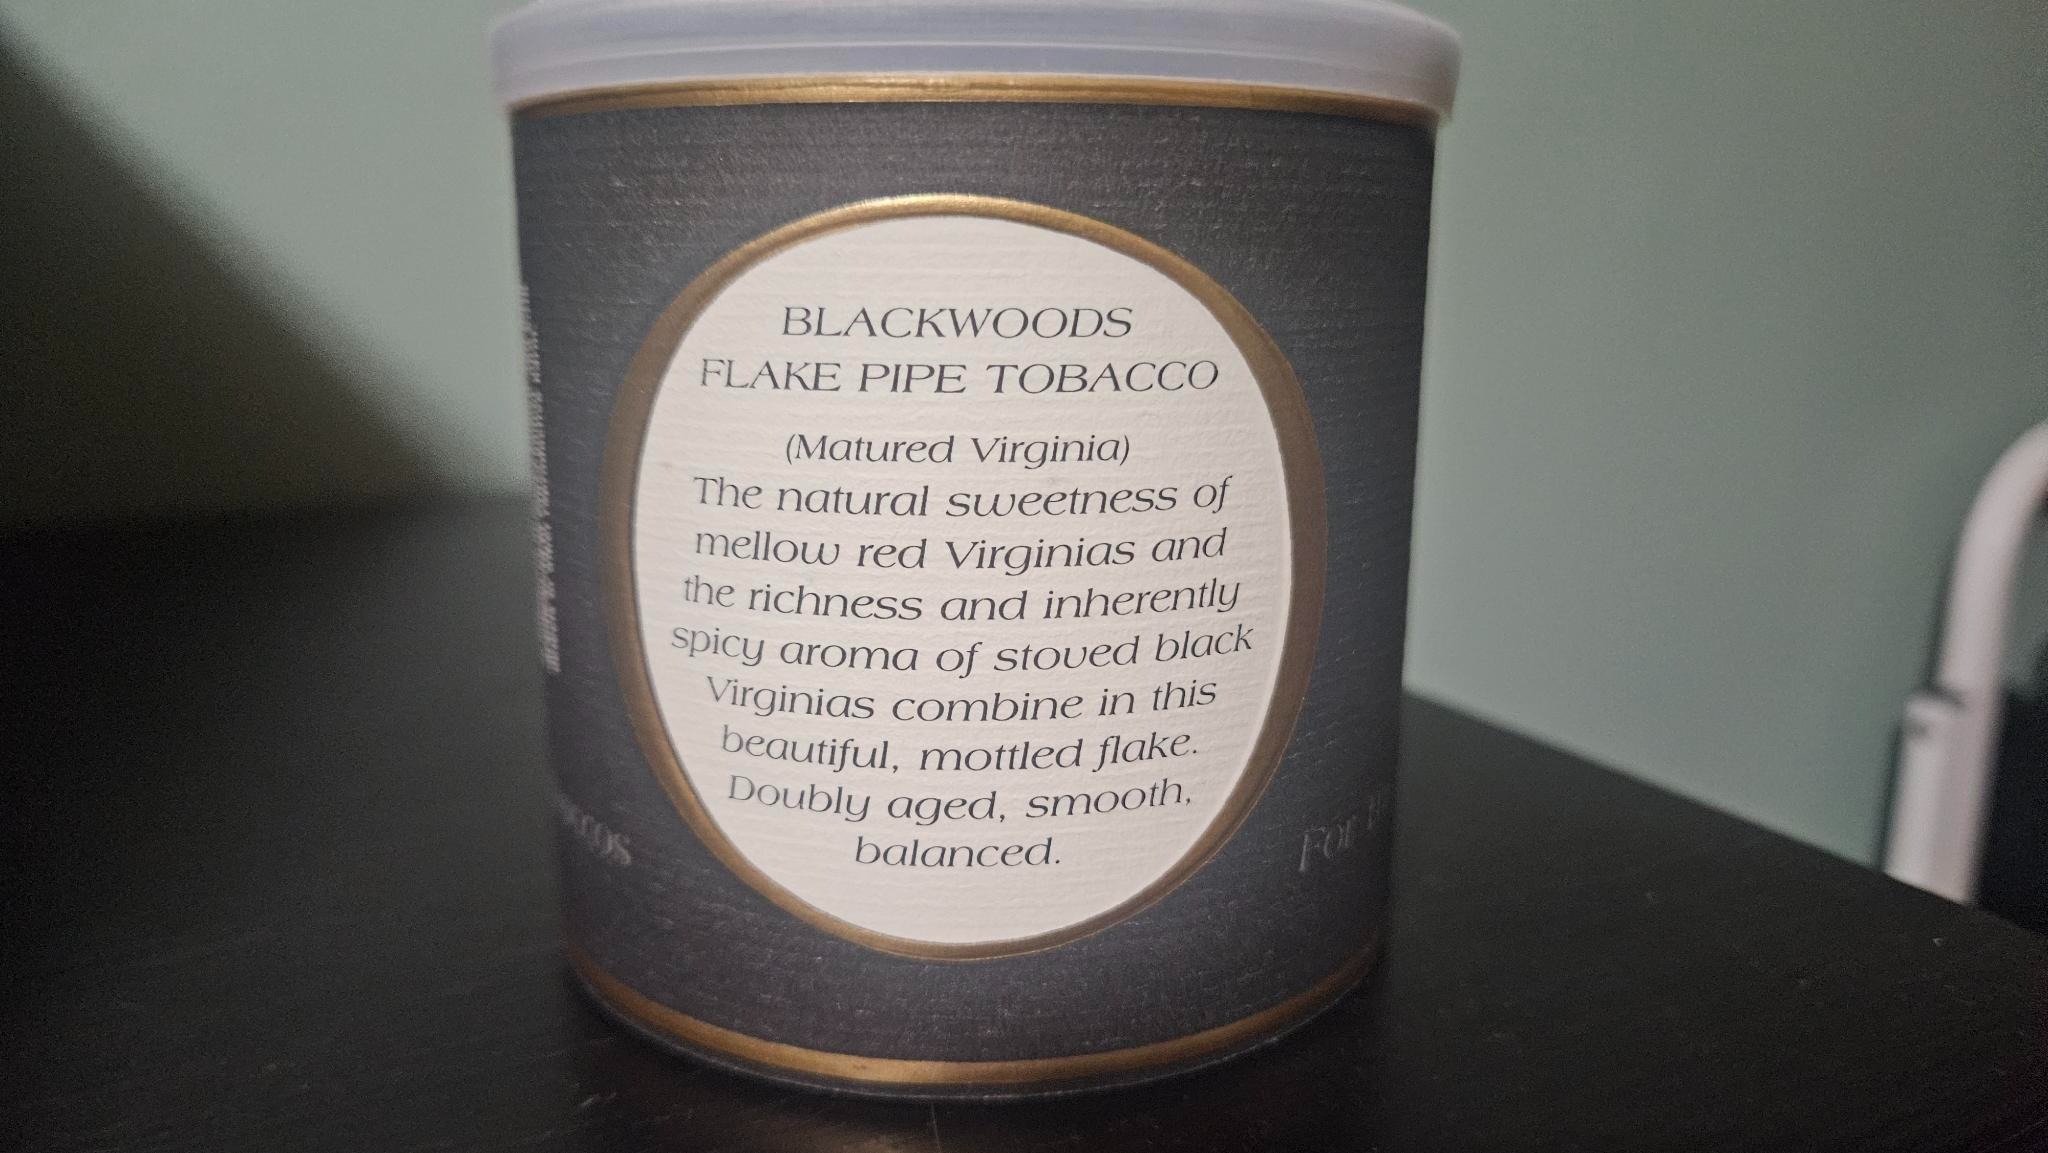 BLACKWOODS
FLAKE PIPE TOBACCO
(Matured Virginia)
The natural sweetness of
mellow red Virginias and
the richness and inherently
spicy aroma of stoved black
Virginias combine in this
beautiful, mottled flake.
Doubly aged, smooth,
balanced.
For